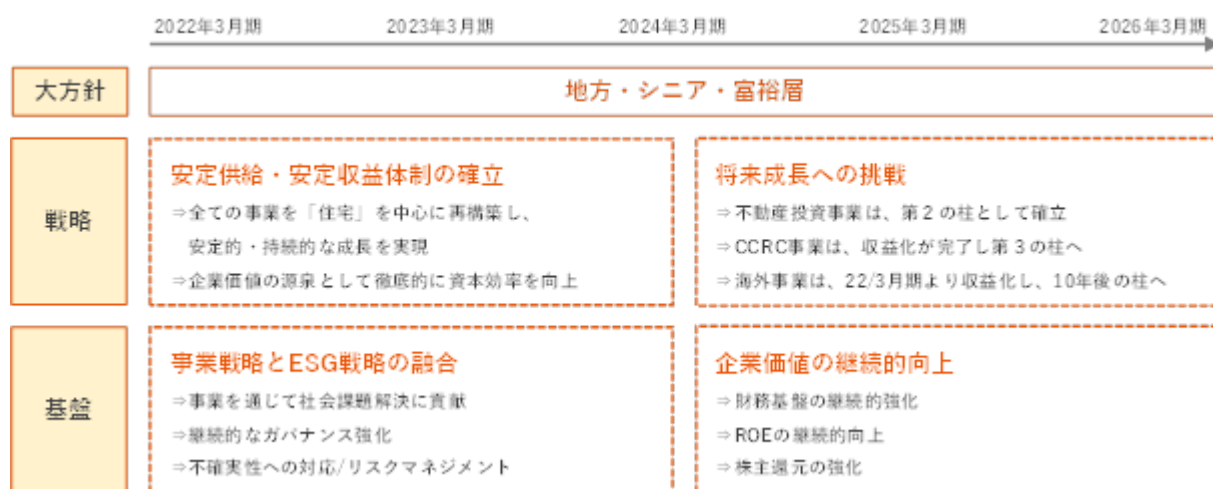 2022年3月期 2023年3月期 2024年3月期 2025年3月期 2026年3月期
大方針
地方・シニア・富裕層
戦略
安定供給・安定収益体制の確立
⇒全ての事業を「住宅」を中心に再構築し、
安定的・持続的な成長を実現
⇒企業価値の源泉として徹底的に資本効率を向上
将来成長への挑戦
⇒不動産投資事業は、第2の柱として確立
⇒CCRC事業は、収益化が完了し第3の柱へ
⇒海外事業は、22/3月期より収益化し、10年後の柱へ
基盤
事業戦略とESG戦略の融合
⇒事業を通じて社会課題解決に貢献
⇒継続的なガバナンス強化
⇒不確実性への対応/リスクマネジメント
企業価値の継続的向上
⇒財務基盤の継続的強化
⇒ROEの継続的向上
⇒株主還元の強化